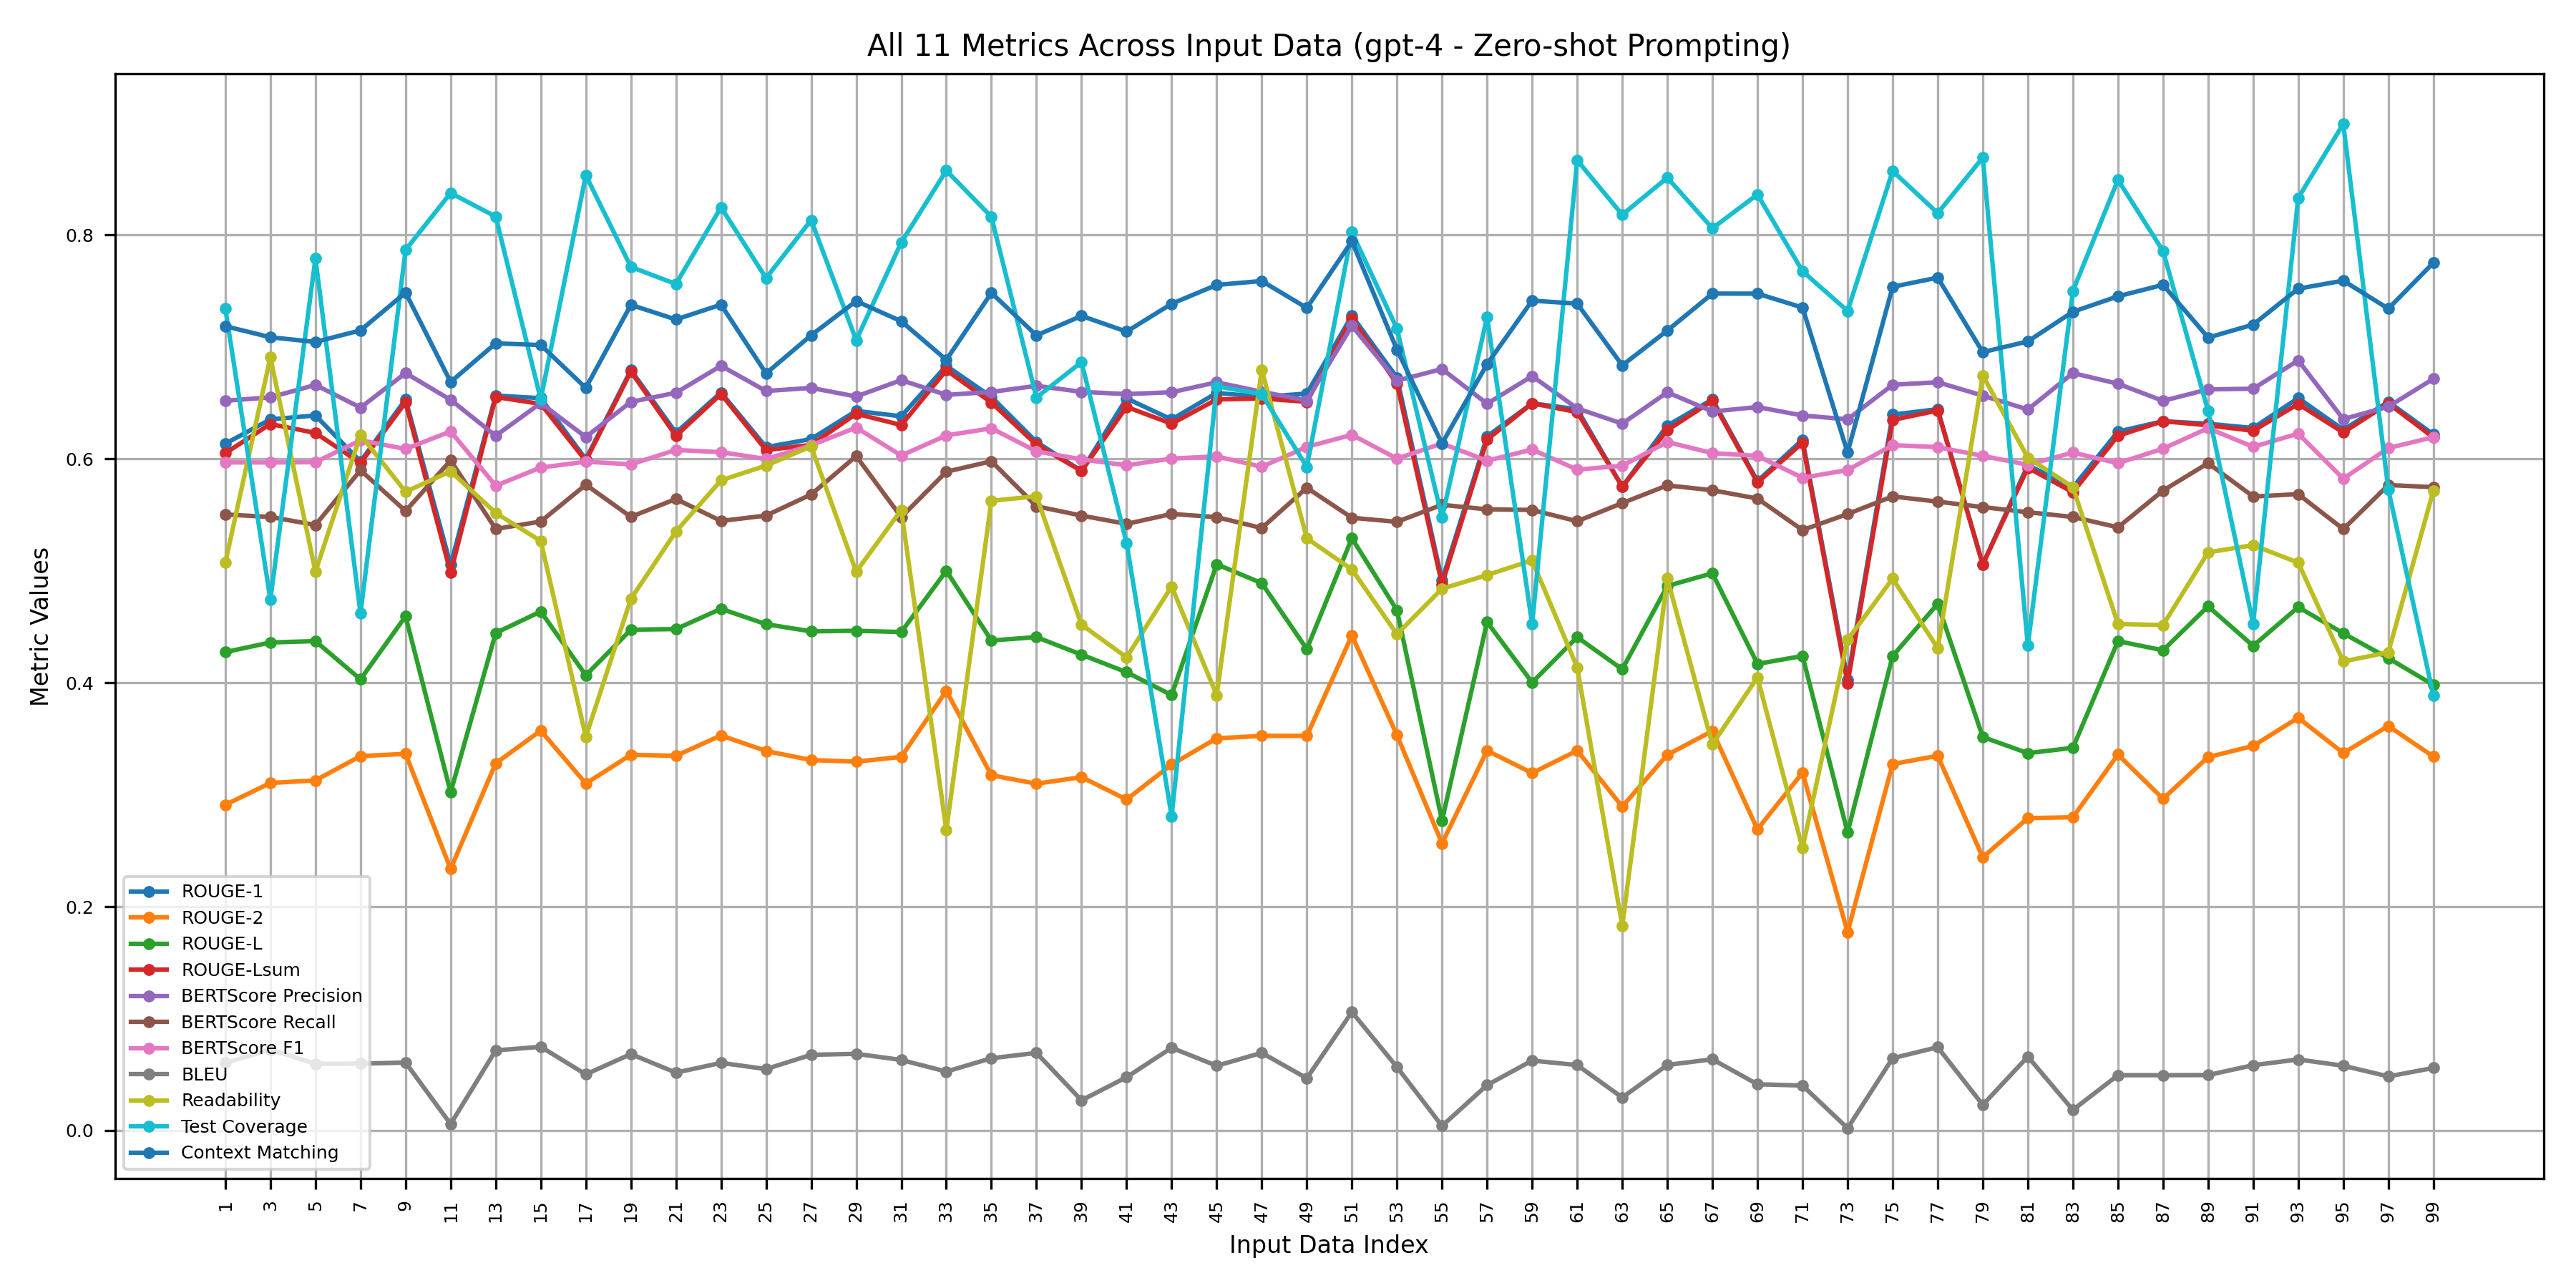 All 11 Metrics Across Input Data (gpt-4 - Zero-shot Prompting)
Metric Values
0.8
0.6
0.4
0.2
0.0
ROUGE-1
ROUGE-2
ROUGE-L
ROUGE-Lsum
BERTScore Precision
BERTScore Recall
BERTScore F1
BLEU
Readability
Test Coverage
Context Matching
1 3 5 7 9 11 13 15 17 19 21 23 25 27 29 31 33 35 37 39 41 43 45 47 49 51 53 55 57 59 61 63 65 67 69 71 73 75 77 79 81 83 85 87 89 91 93 95 97 99
Input Data Index